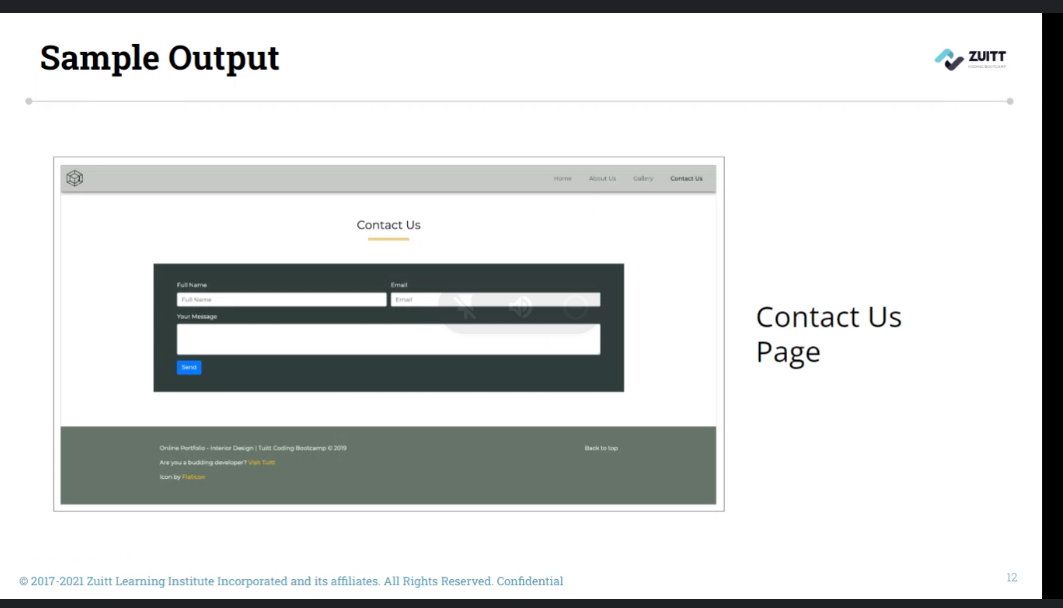 Sample Output
ZUITT
Home About Us Gallery Contact Us
Contact Us
Full Name Email
Full Name Email
Your Message
Send
Contact Us
Page
Online Portfolio - Interior Design | Tuitt Coding Bootcamp © 2019 Back to top
Are you a budding developer? Visit Tuitt
Icon by Flaticon
© 2017-2021 Zuitt Learning Institute Incorporated and its affiliates. All Rights Reserved. Confidential
12